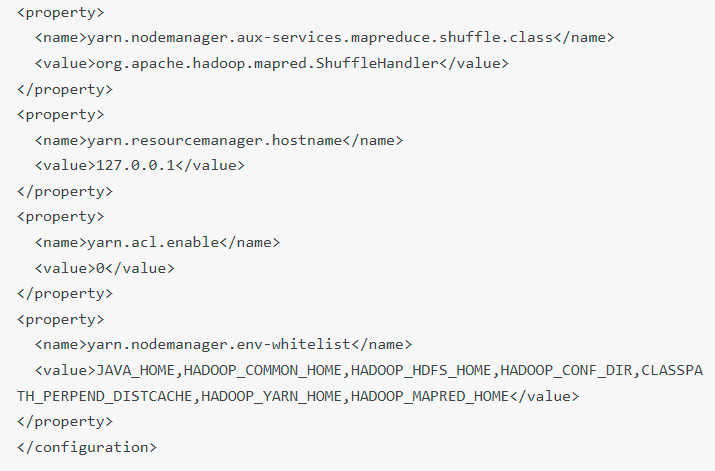 <property>
  <name>yarn.nodemanager.aux-services.mapreduce.shuffle.class</name>
  <value>org.apache.hadoop.mapred.ShuffleHandler</value>
</property>
<property>
  <name>yarn.resourcemanager.hostname</name>
  <value>127.0.0.1</value>
</property>
<property>
  <name>yarn.acl.enable</name>
  <value>0</value>
</property>
<property>
  <name>yarn.nodemanager.env-whitelist</name>
  <value>JAVA_HOME,HADOOP_COMMON_HOME,HADOOP_HDFS_HOME,HADOOP_CONF_DIR,CLASSPA
TH_PERPEND_DISTCACHE,HADOOP_YARN_HOME,HADOOP_MAPRED_HOME</value>
</property>
</configuration>